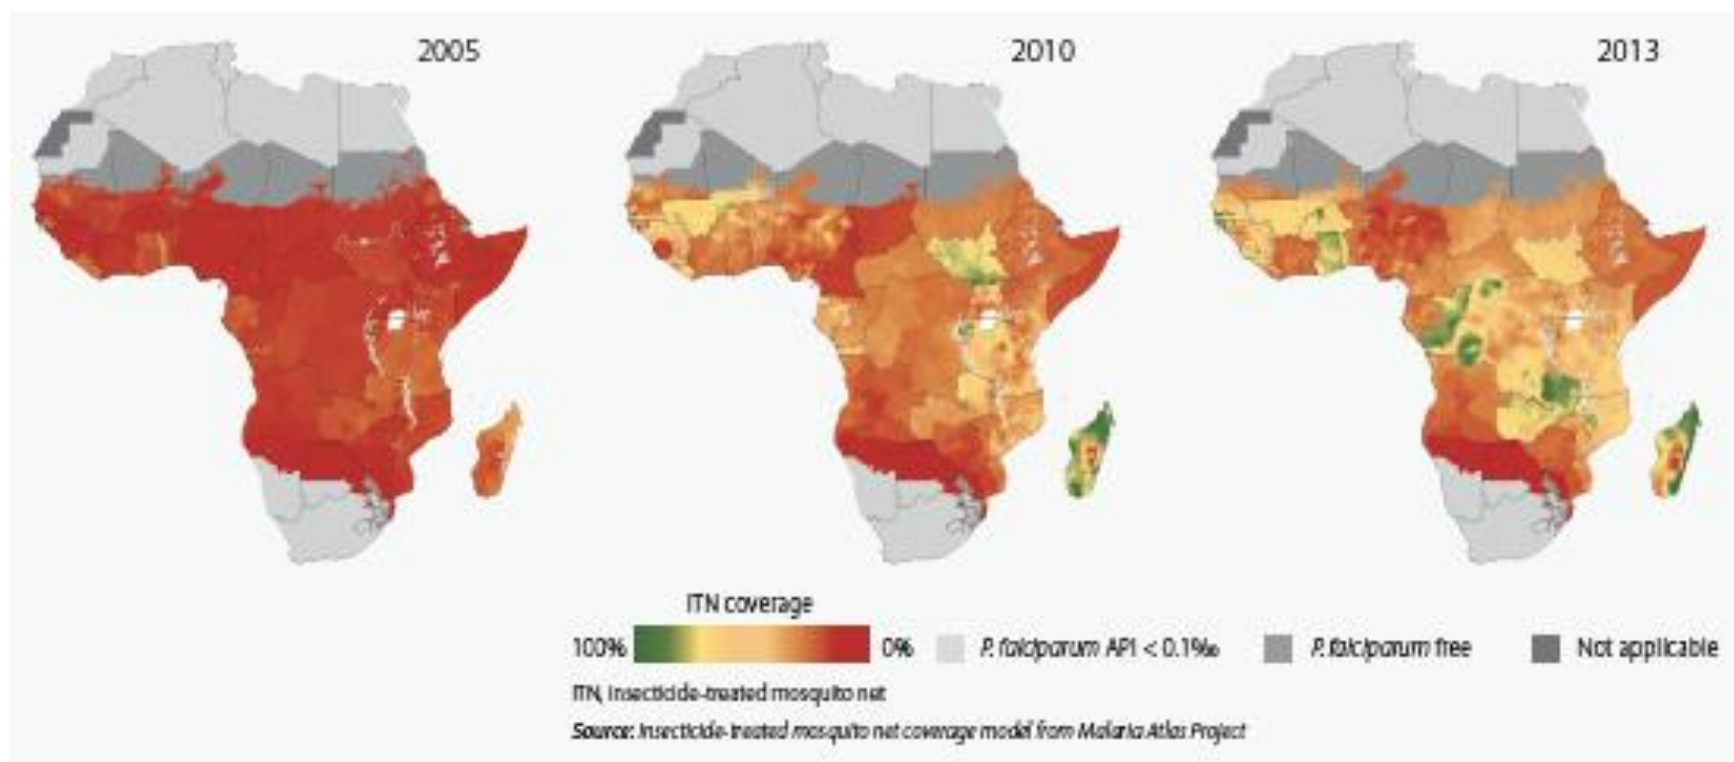 2005
2010
2013
ITN coverage
100%
0%
P. falciparum API < 0.1‰
P. falciparum free
Not applicable
ITN, insecticide-treated mosquito net
Source: Insecticide-treated mosquito net coverage model from Malaria Atlas Project